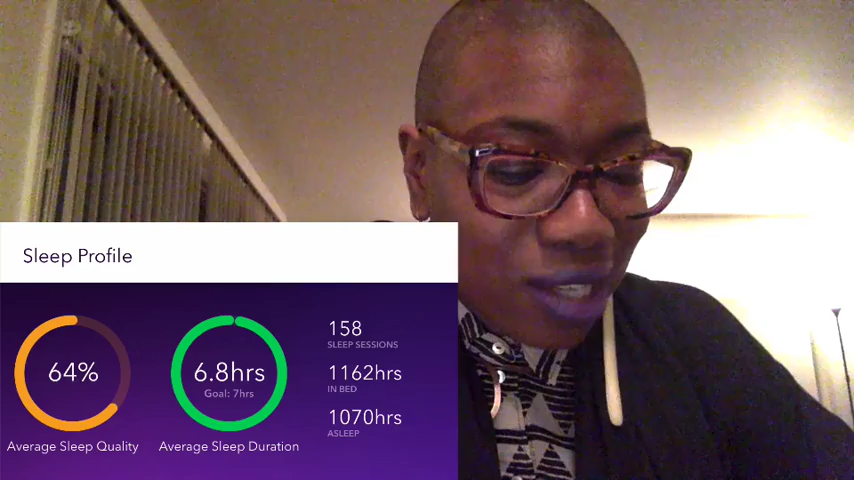 Sleep Profile
64%
Average Sleep Quality
6.8hrs
Goal: 7hrs
Average Sleep Duration
158
SLEEP SESSIONS
1162hrs
IN BED
1070hrs
ASLEEP